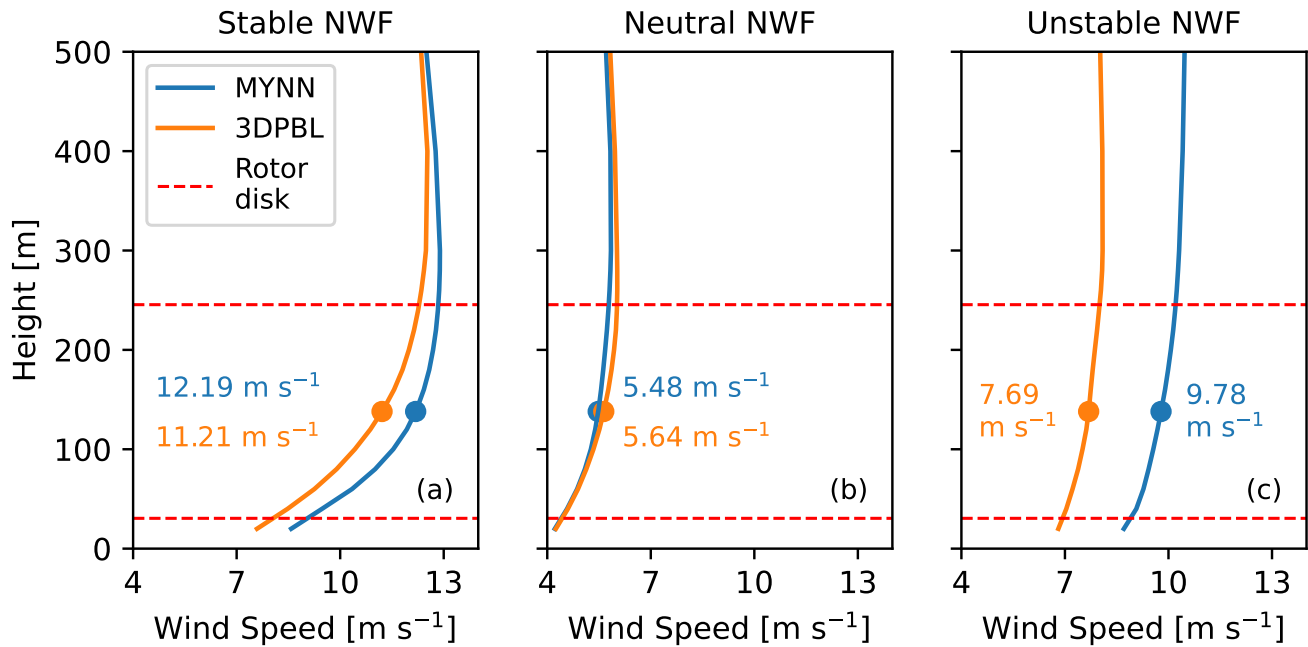 Stable NWF
Neutral NWF
Unstable NWF
500
400
300
200
100
0
Height [m]
MYNN
3DPBL
Rotor
disk
12.19 m s⁻¹
11.21 m s⁻¹
(a)
5.48 m s⁻¹
5.64 m s⁻¹
(b)
7.69
m s⁻¹
9.78
m s⁻¹
(c)
4 7 10 13
4 7 10 13
4 7 10 13
Wind Speed [m s⁻¹]
Wind Speed [m s⁻¹]
Wind Speed [m s⁻¹]